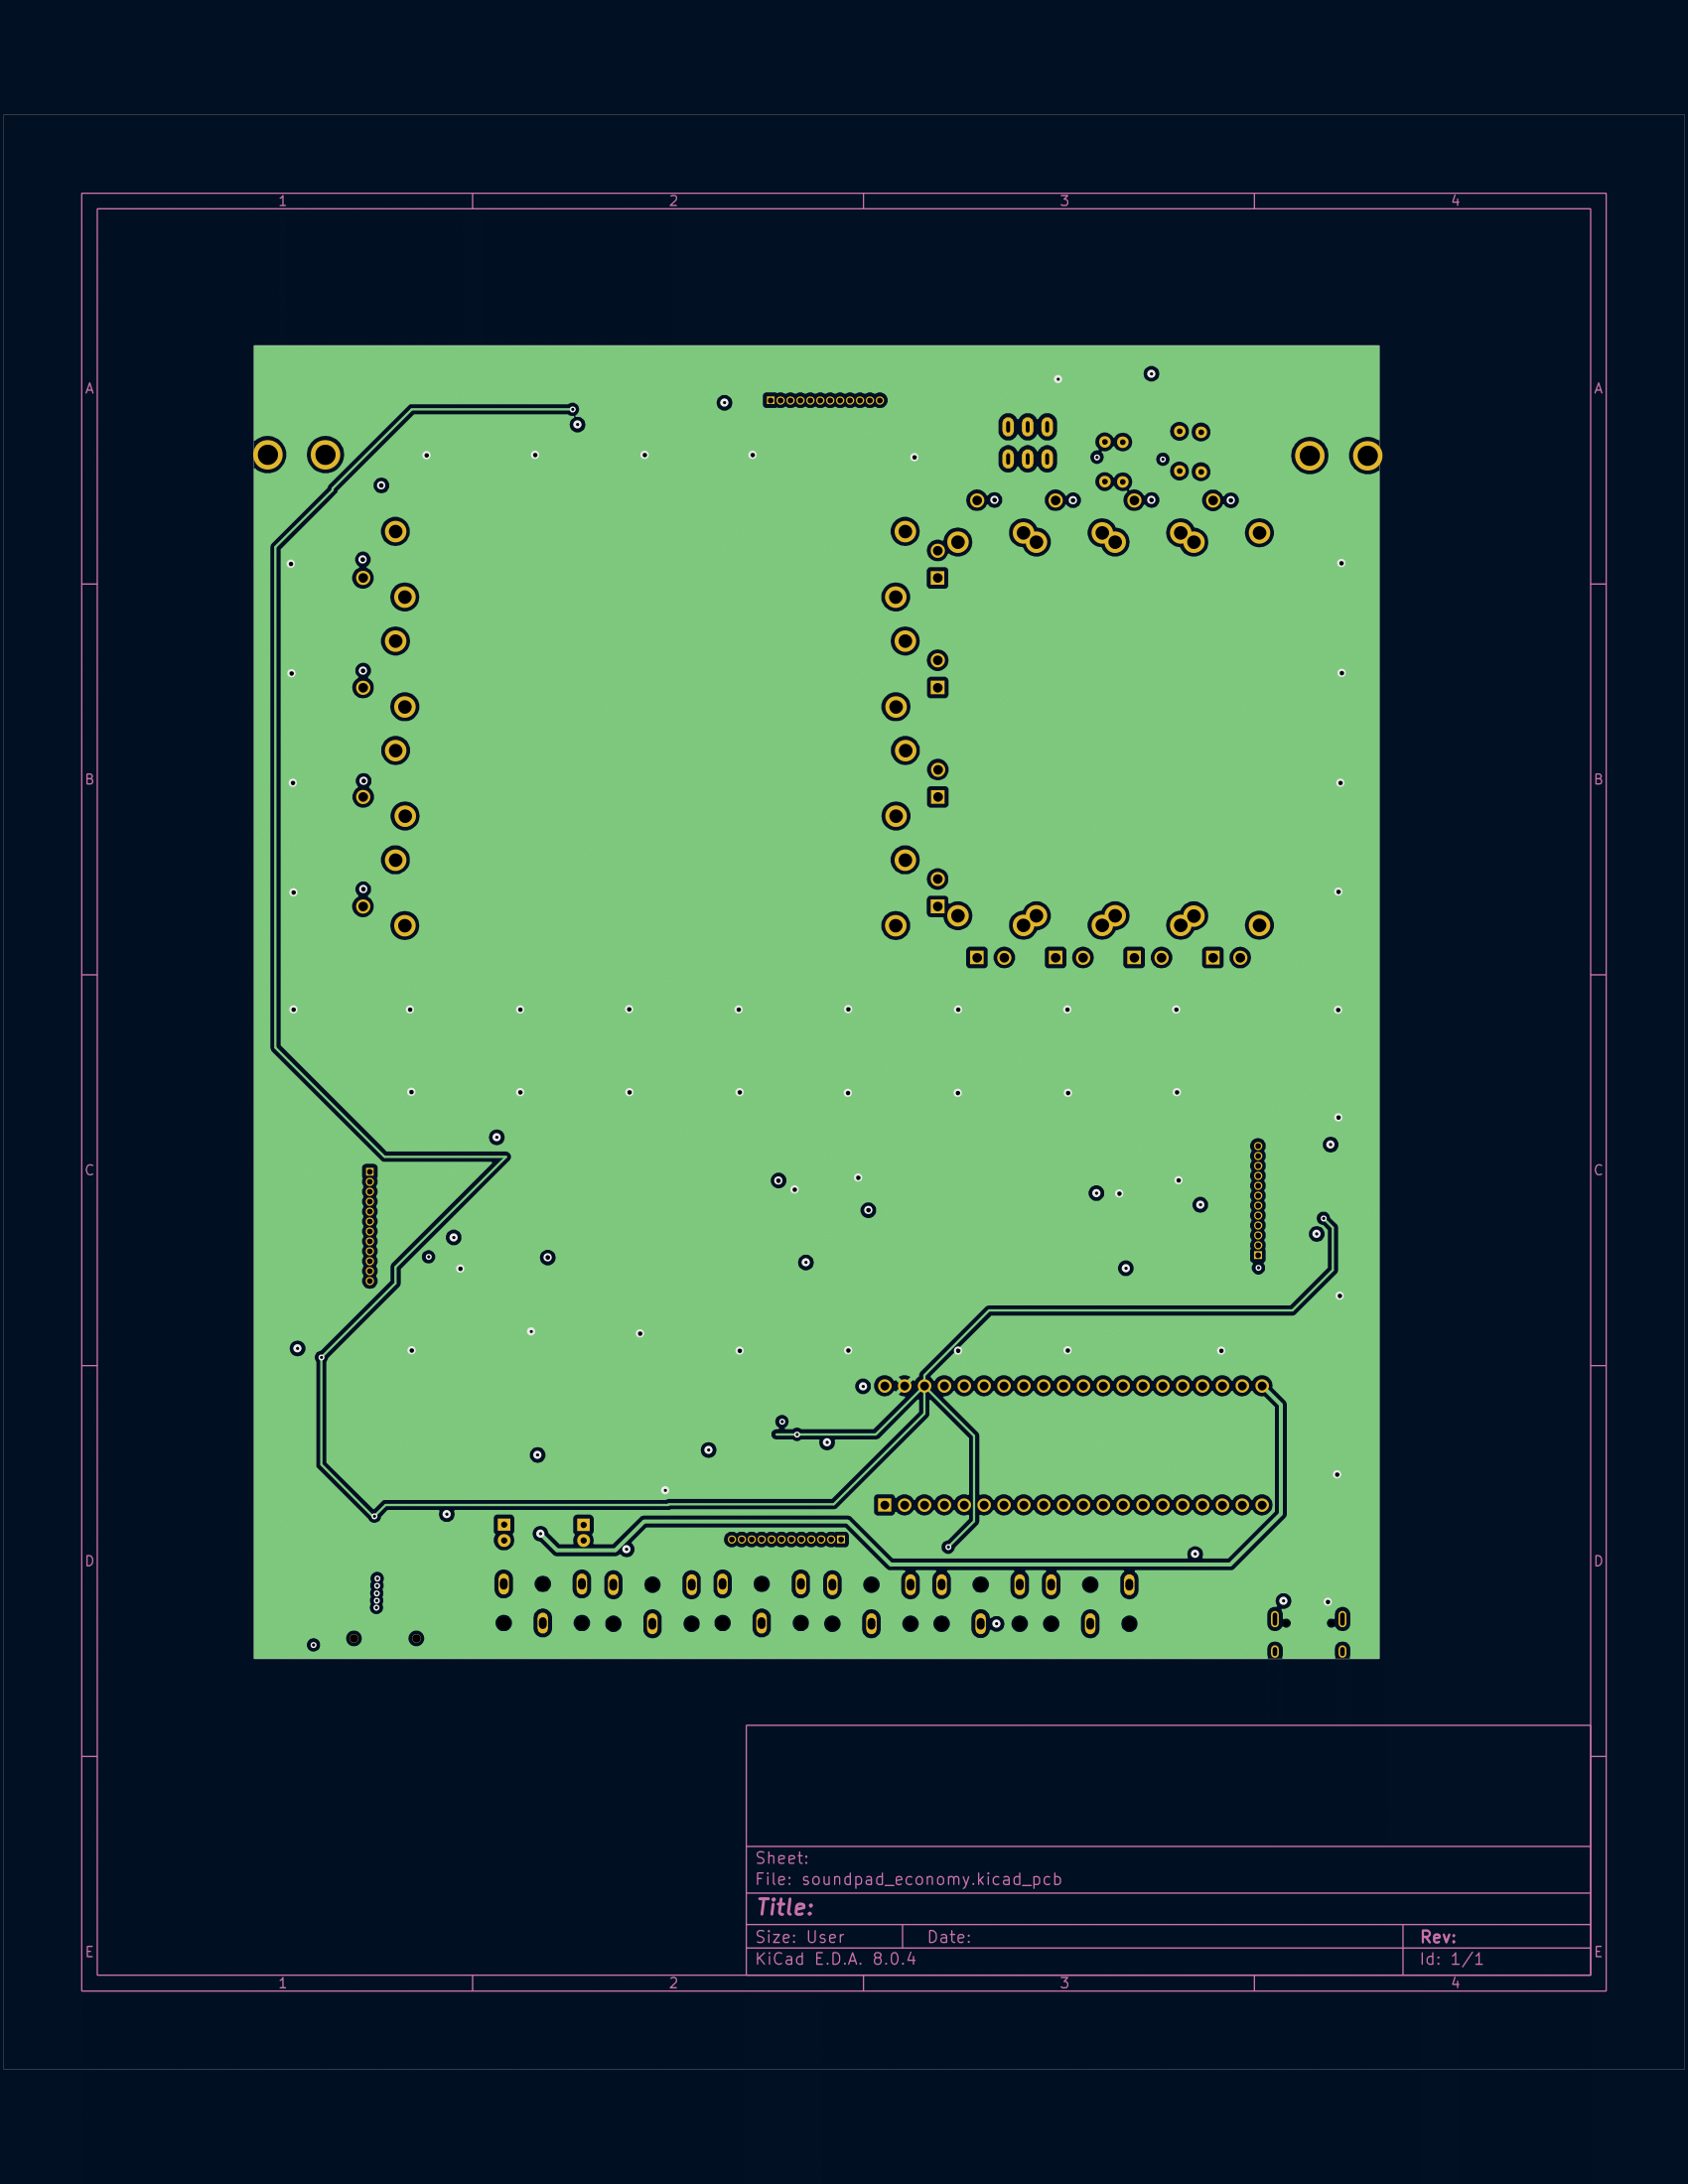 1 2 3 4
A A
B B
C C
D D
Sheet:
File: soundpad_economy.kicad_pcb
Title:
Size: User Date: Rev:
E E
KiCad E.D.A. 8.0.4 Id: 1/1
1 2 3 4